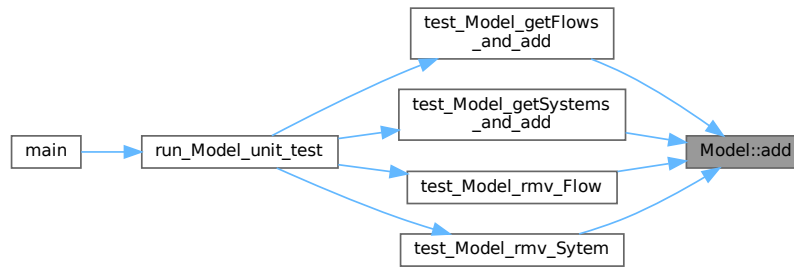 test_Model_getFlows
_and_add
test_Model_getSystems
_and_add
main
run_Model_unit_test
Model::add
test_Model_rmv_Flow
test_Model_rmv_Sytem